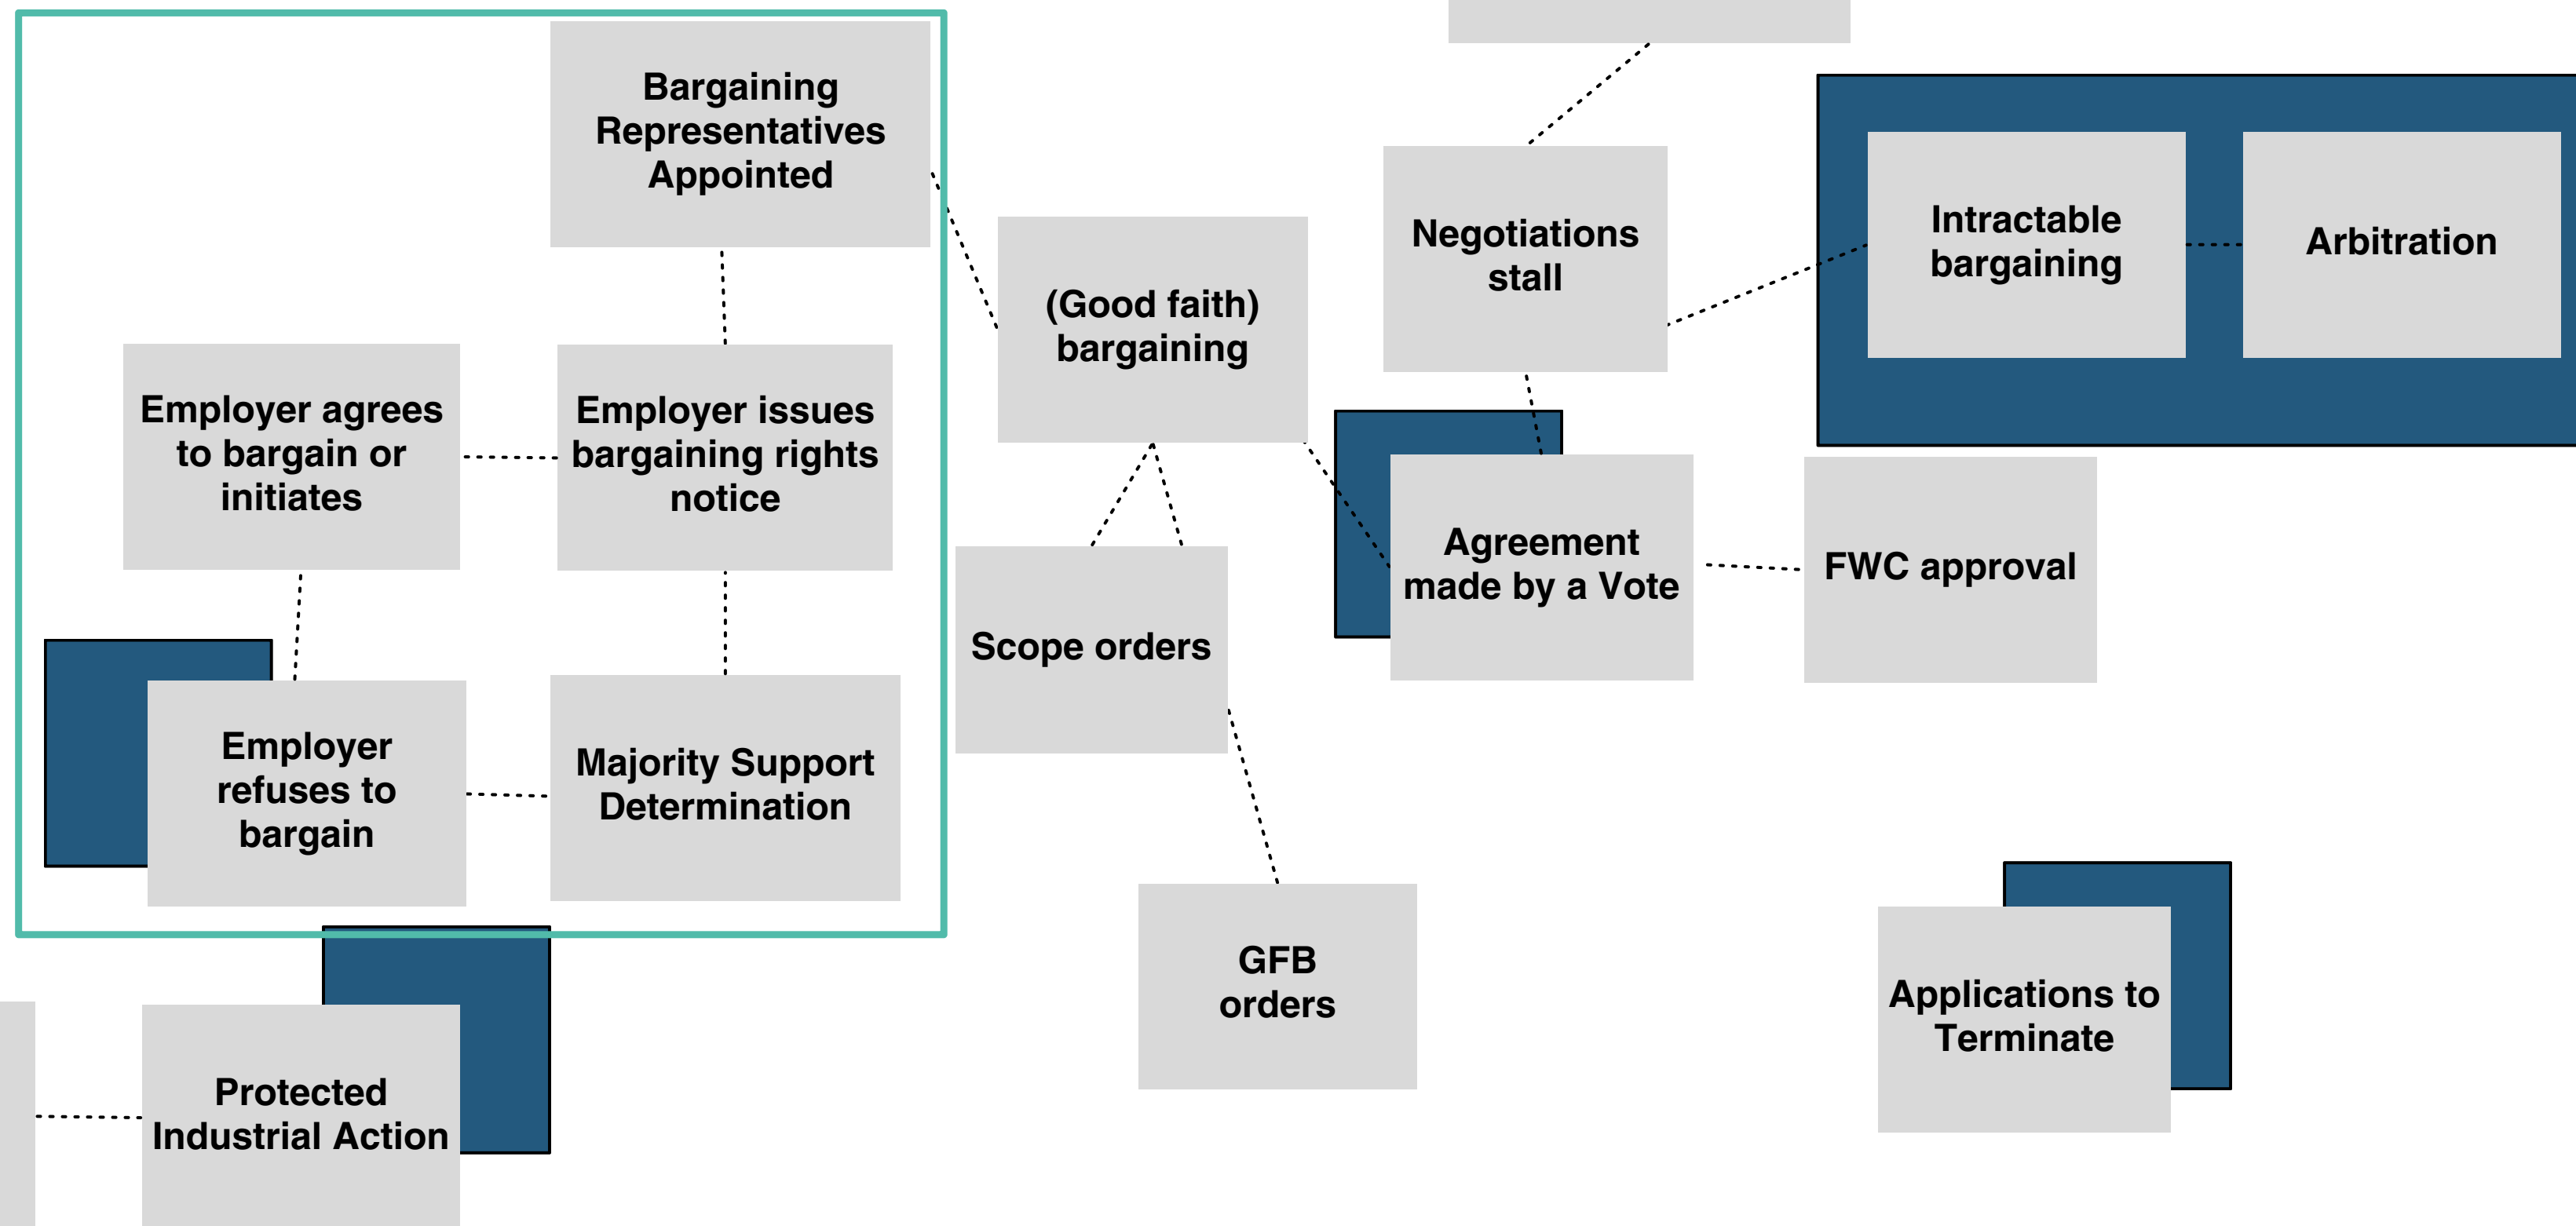 Bargaining
Representatives
Appointed
Employer agrees
to bargain or
initiates
Employer issues
bargaining rights
notice
Employer
refuses to
bargain
Majority Support
Determination
Protected
Industrial Action
(Good faith)
bargaining
Scope orders
GFB
orders
Negotiations
stall
Agreement
made by a Vote
FWC approval
Intractable
bargaining
Arbitration
Applications to
Terminate